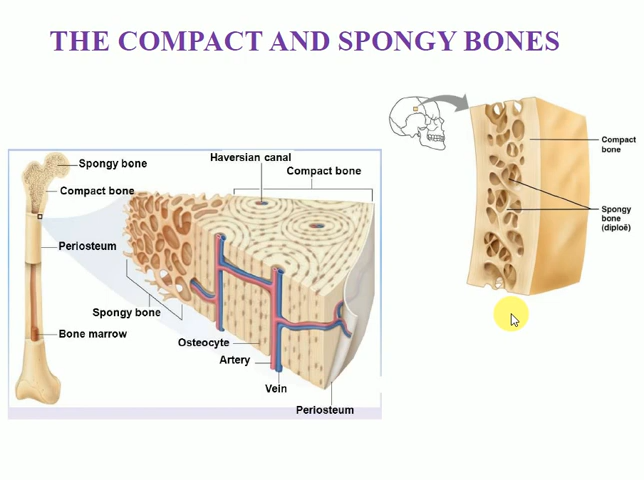 THE COMPACT AND SPONGY BONES
Spongy bone
Compact bone
Periosteum
Bone marrow
Haversian canal
Compact bone
Spongy bone
Osteocyte
Artery
Vein
Periosteum
Compact
bone
Spongy
bone
(diploë)